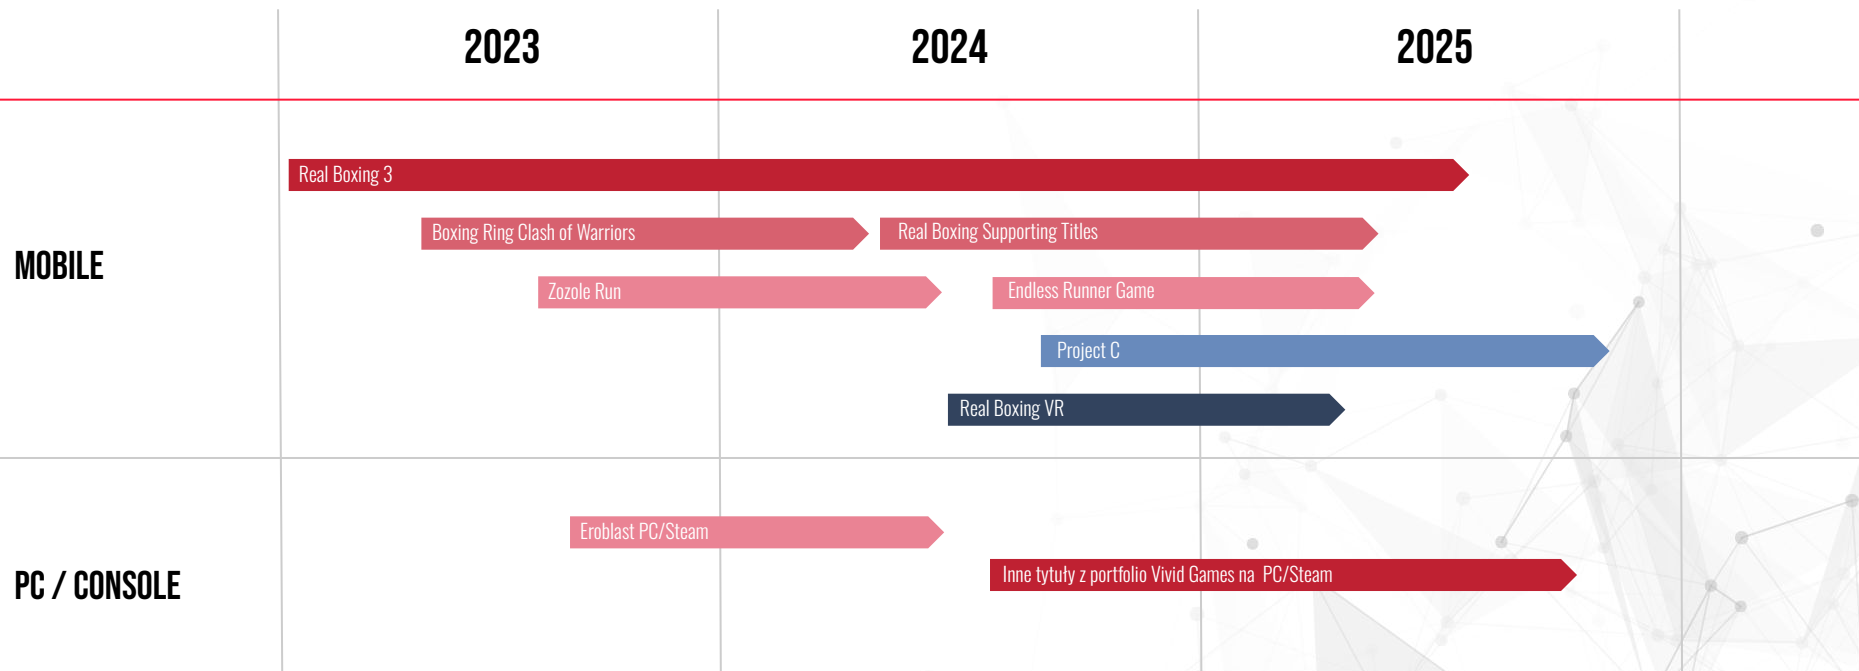 2023
2024
2025
MOBILE
Real Boxing 3
Boxing Ring Clash of Warriors
Real Boxing Supporting Titles
Zozole Run
Endless Runner Game
Project C
Real Boxing VR
PC / CONSOLE
Eroblast PC/Steam
Inne tytuły z portfolio Vivid Games na PC/Steam